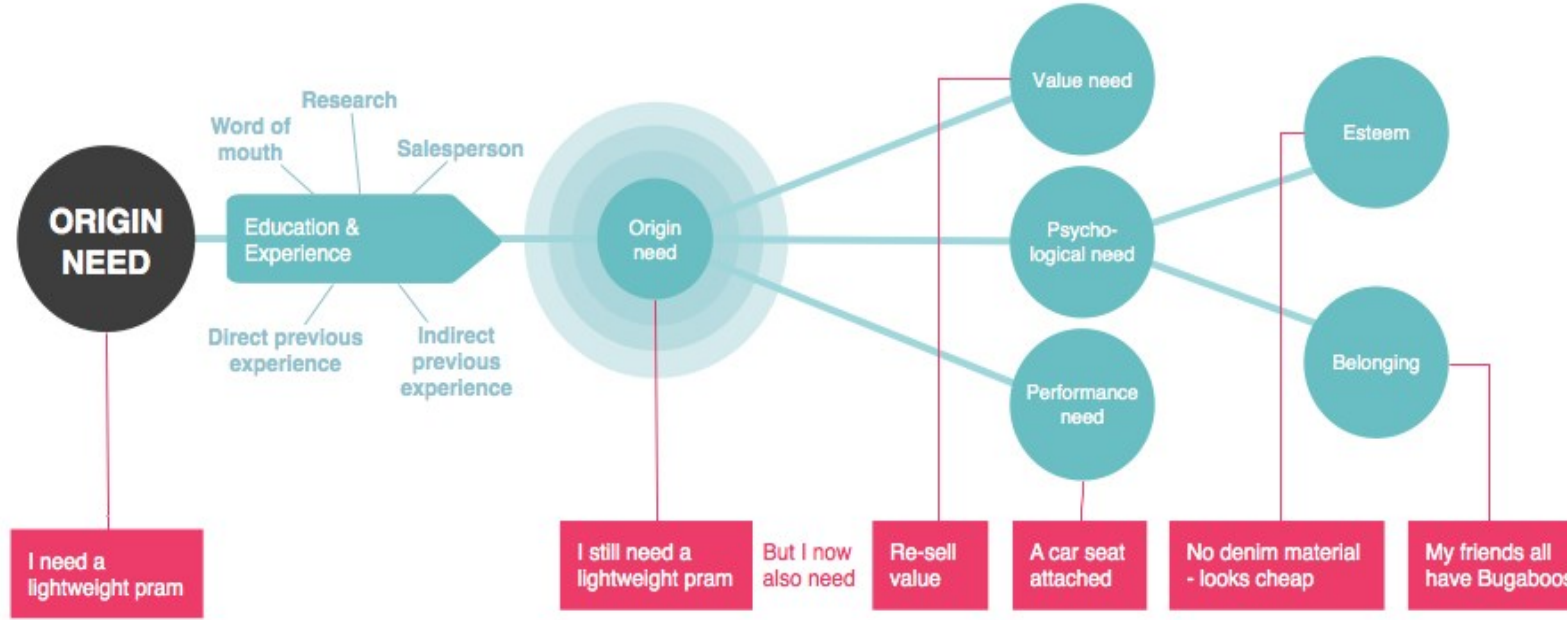 ORIGIN
NEED
Word of
mouth
Research
Salesperson
Education &
Experience
Direct previous
experience
Indirect
previous
experience
Origin
need
Value need
Psycho-
logical need
Performance
need
Esteem
Belonging
I need a
lightweight pram
I still need a
lightweight pram
But I now
also need
Re-sell
value
A car seat
attached
No denim material
- looks cheap
My friends all
have Bugaboos